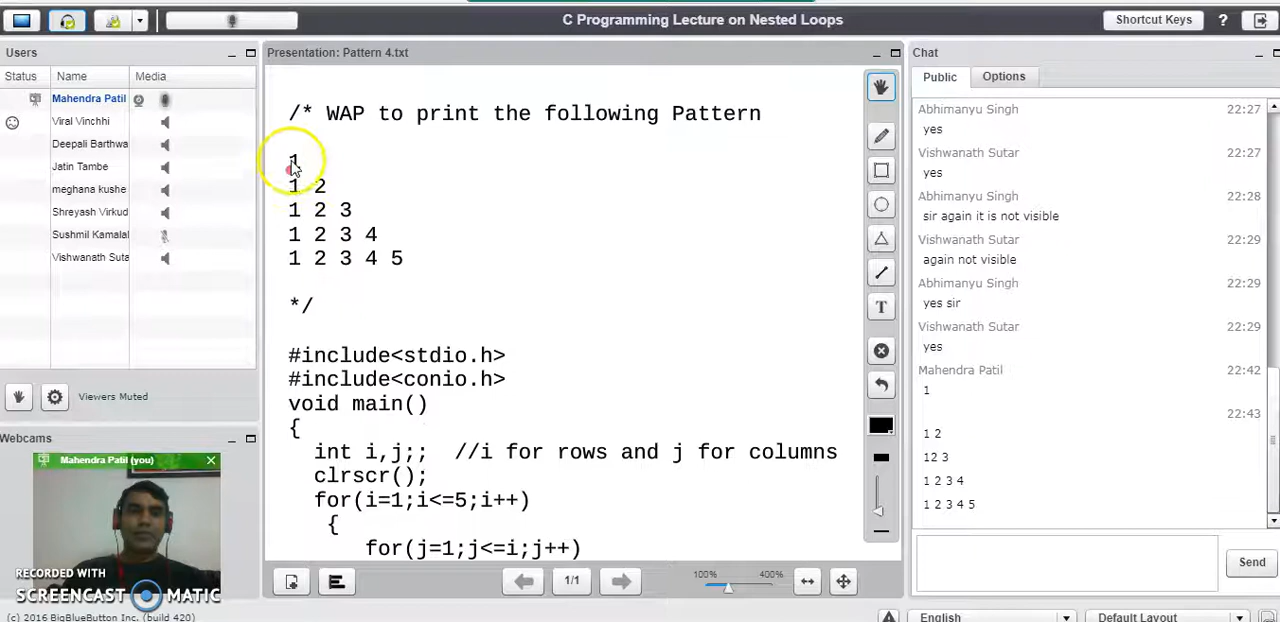 C Programming Lecture on Nested Loops
Shortcut Keys
?
Users
Status Name Media
Mahendra Patil
Viral Vinchhi
Deepali Barthwa
Jatin Tambe
meghana kushe
Shreyash Virkud
Sushmil Kamalal
Vishwanath Suta
Viewers Muted
Webcams
Mahendra Patil (you)
RECORDED WITH
SCREENCAST MATIC
(c) 2016 BigBlueButton Inc. (build 420)
Presentation: Pattern 4.txt
/* WAP to print the following Pattern
1
1 2
1 2 3
1 2 3 4
1 2 3 4 5
*/
#include<stdio.h>
#include<conio.h>
void main()
{
int i,j;; //i for rows and j for columns
clrscr();
for(i=1;i<=5;i++)
{
for(j=1;j<=i;j++)
T
1/1
100% 400%
Chat
Public Options
Abhimanyu Singh 22:27
yes
Vishwanath Sutar 22:27
yes
Abhimanyu Singh 22:28
sir again it is not visible
Vishwanath Sutar 22:29
again not visible
Abhimanyu Singh 22:29
yes sir
Vishwanath Sutar 22:29
yes
Mahendra Patil 22:42
1
22:43
1 2
12 3
1 2 3 4
1 2 3 4 5
Send
English
Default Layout